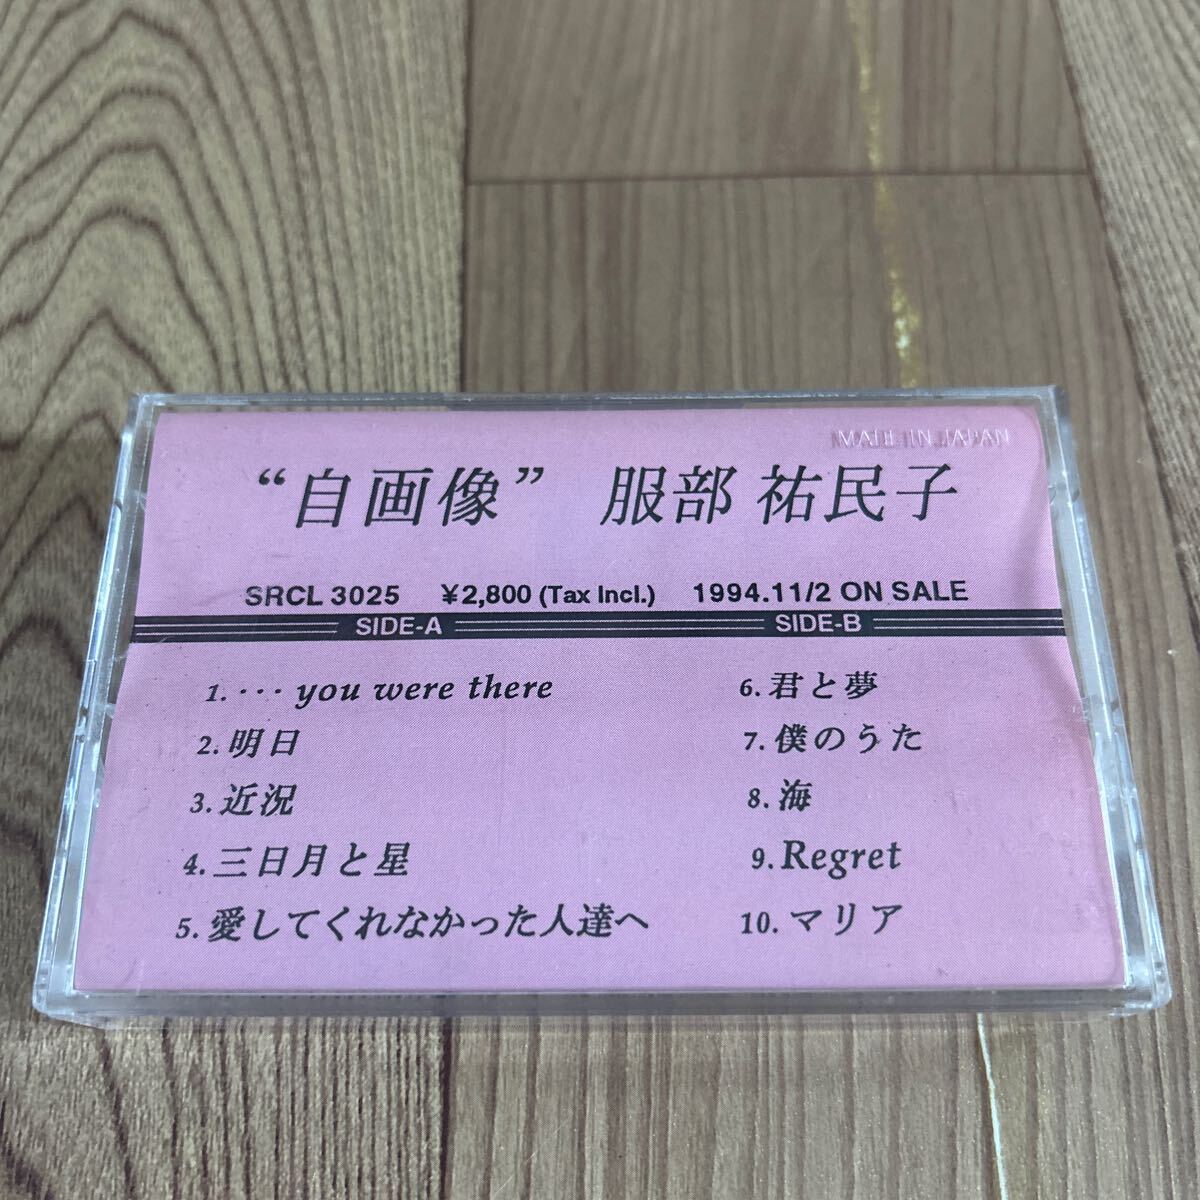 MADE IN JAPAN
“自画像” 服部 祐民子
SRCL 3025 ¥2,800 (Tax Incl.) 1994.11/2 ON SALE
SIDE-A
1. ··· you were there
2. 明日
3. 近況
4. 三日月と星
5. 愛してくれなかった人達へ
SIDE-B
6. 君と夢
7. 僕のうた
8. 海
9. Regret
10. マリア